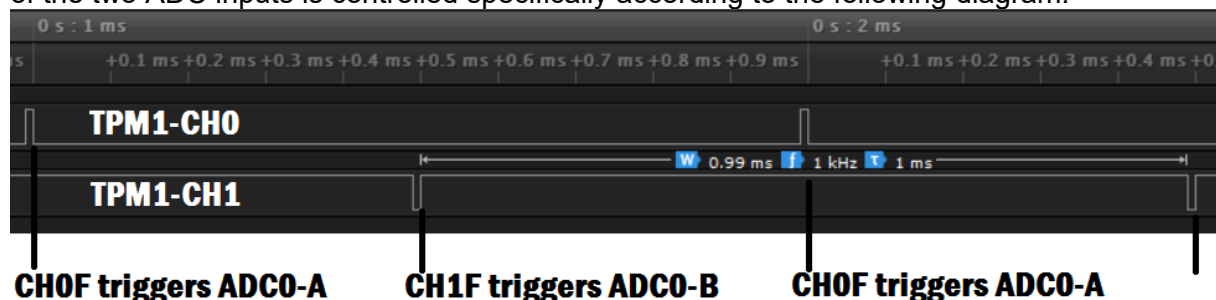 of the two ADC inputs is controlled specifically according to the following diagram.
0 s : 1 ms 0 s : 2 ms
+0.1 ms +0.2 ms +0.3 ms +0.4 ms +0.5 ms +0.6 ms +0.7 ms +0.8 ms +0.9 ms +0.1 ms +0.2 ms +0.3 ms +0.4 ms
TPM1-CH0
W 0.99 ms f 1 kHz T 1 ms
TPM1-CH1
CH0F triggers ADC0-A CH1F triggers ADC0-B CH0F triggers ADC0-A